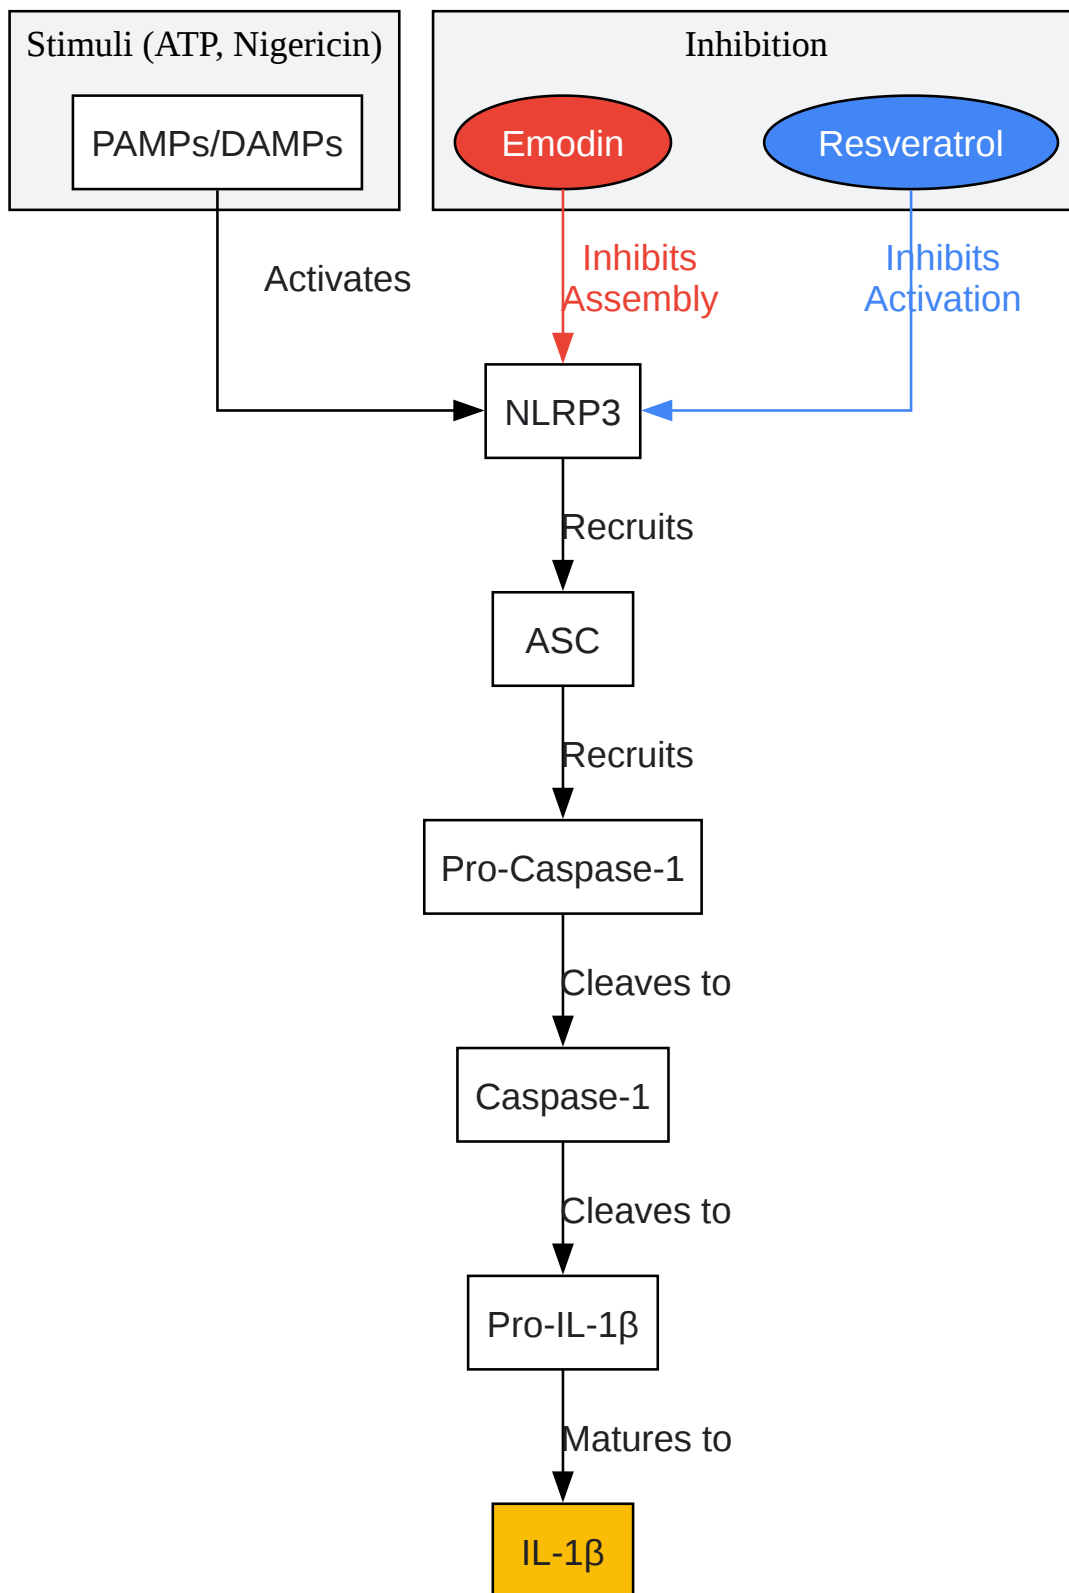 Stimuli (ATP, Nigericin)
Inhibition
PAMPs/DAMPs
Emodin
Resveratrol
Activates
Inhibits
Assembly
Inhibits
Activation
NLRP3
Recruits
ASC
Recruits
Pro-Caspase-1
Cleaves to
Caspase-1
Cleaves to
Pro-IL-1β
Matures to
IL-1β